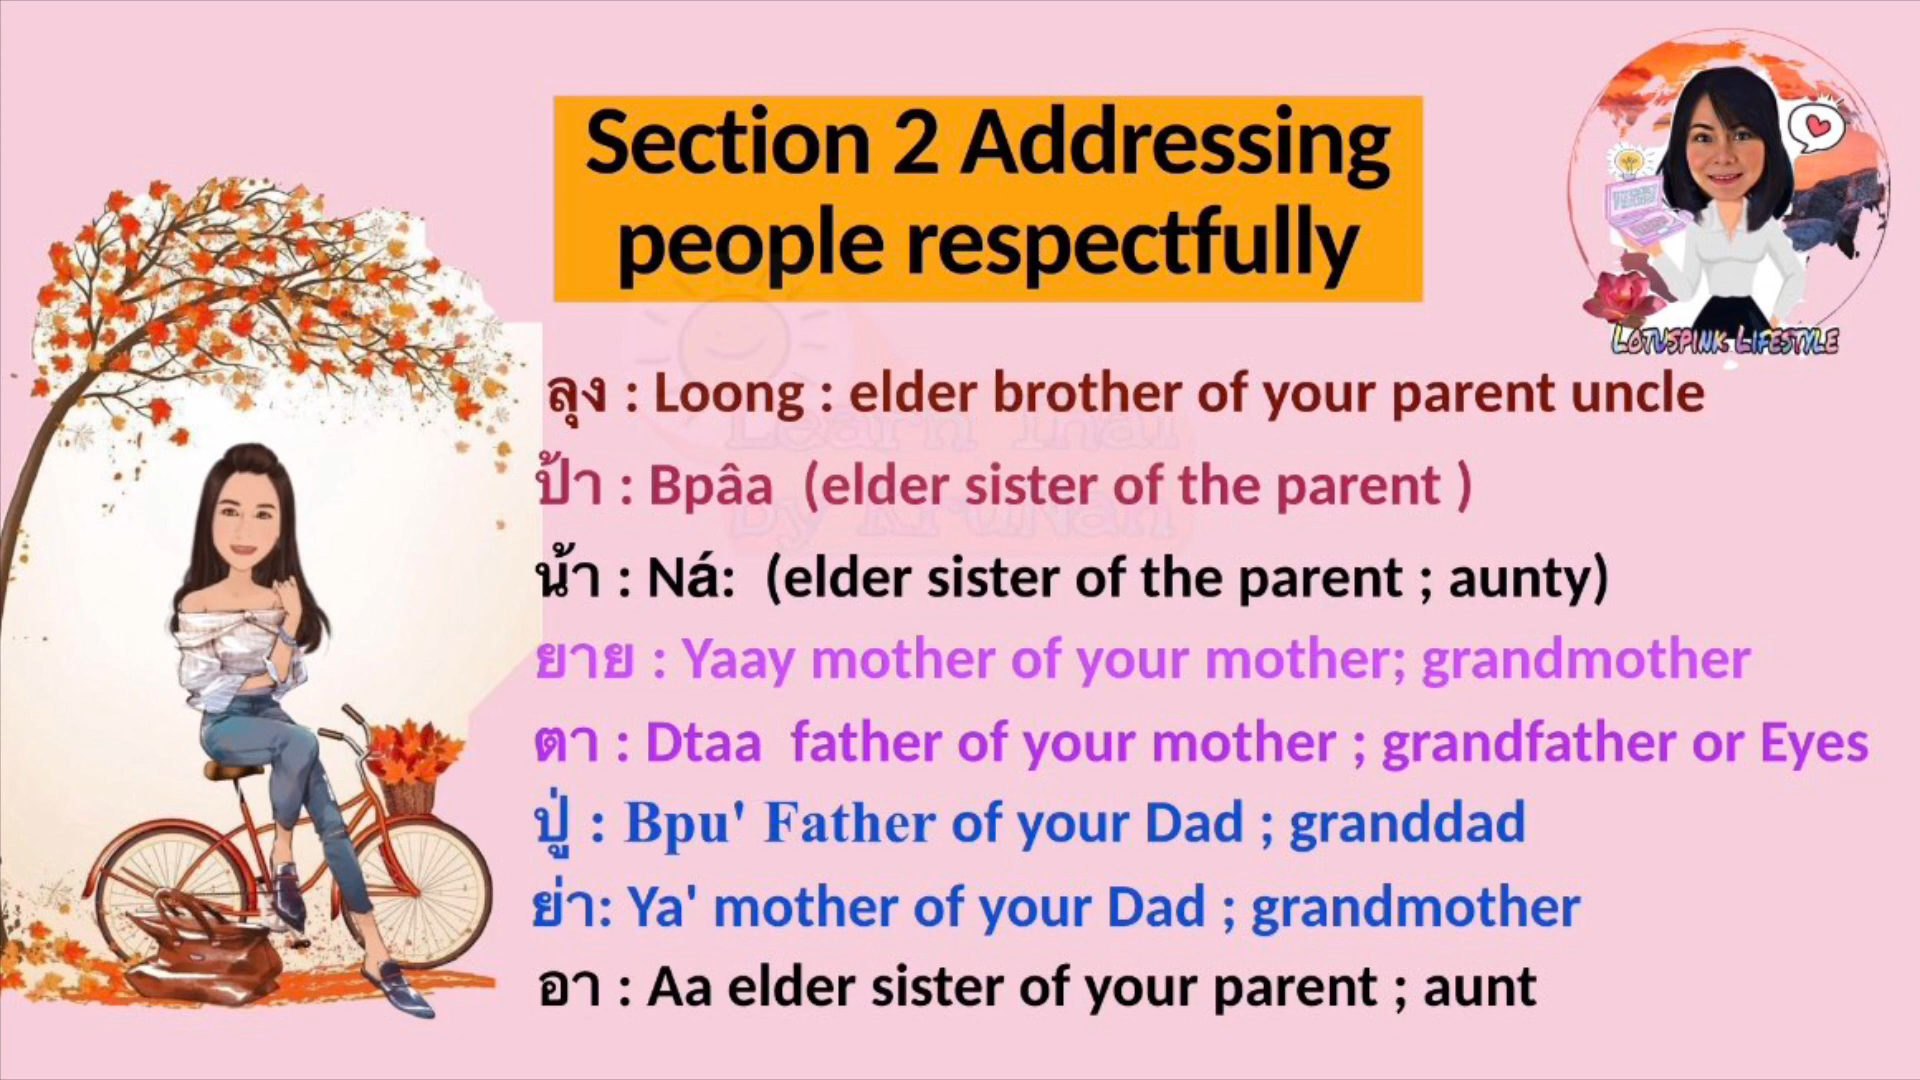 Section 2 Addressing
people respectfully
LOTUSPINK LIFESTYLE
ลุง : Loong : elder brother of your parent uncle
Learn Thai
ป้า : Bpâa (elder sister of the parent )
by KruNan
น้า : Ná: (elder sister of the parent ; aunty)
ยาย : Yaay mother of your mother; grandmother
ตา : Dtaa father of your mother ; grandfather or Eyes
ปู่ : Bpu' Father of your Dad ; granddad
ย่า: Ya' mother of your Dad ; grandmother
อา : Aa elder sister of your parent ; aunt